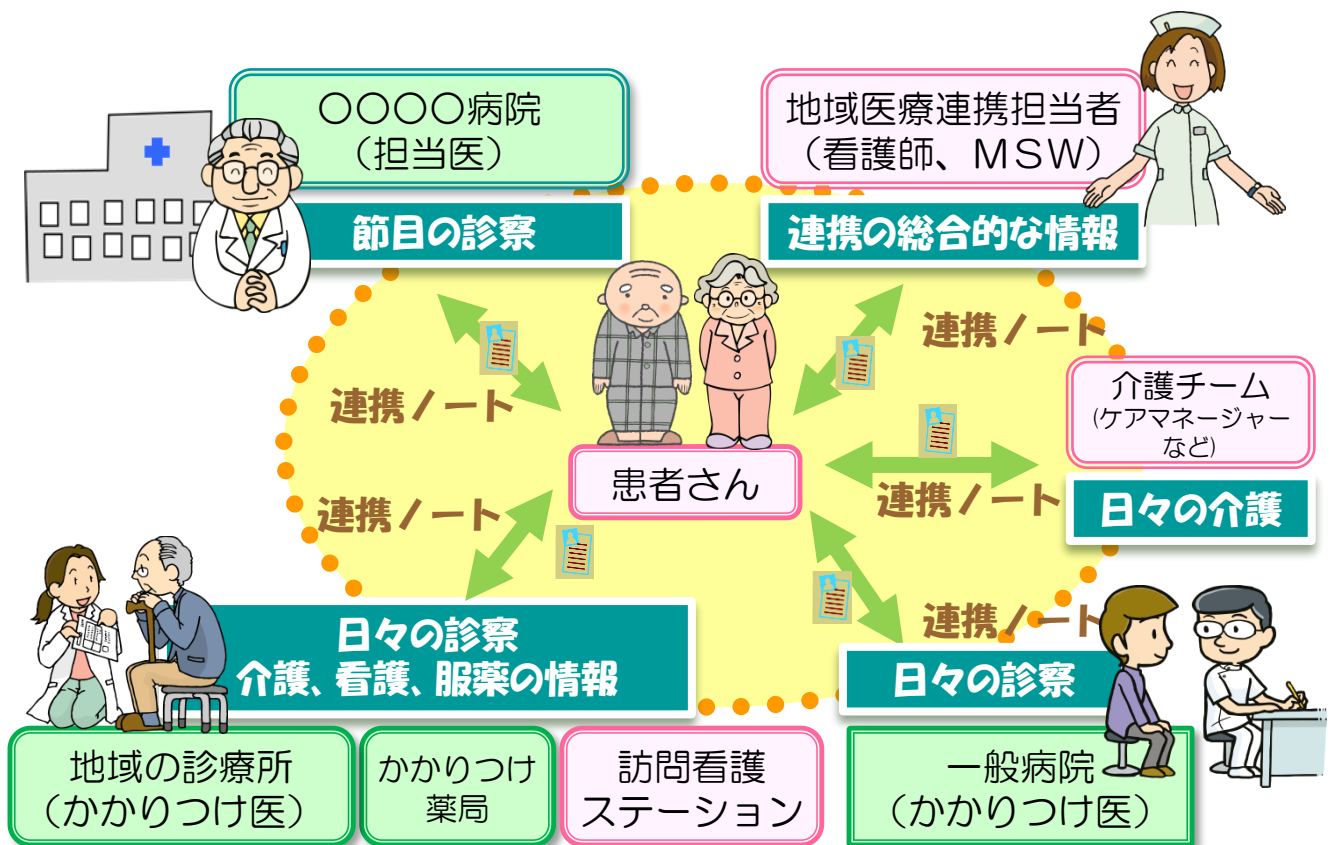 〇〇〇〇病院
（担当医）
節目の診察
地域医療連携担当者
（看護師、ＭＳＷ）
連携の総合的な情報
連携ノート
連携ノート
介護チーム
(ケアマネージャー
など)
日々の介護
患者さん
連携ノート
連携ノート
連携ノート
日々の診察
介護、看護、服薬の情報
日々の診察
地域の診療所
（かかりつけ医）
かかりつけ
薬局
訪問看護
ステーション
一般病院
（かかりつけ医）